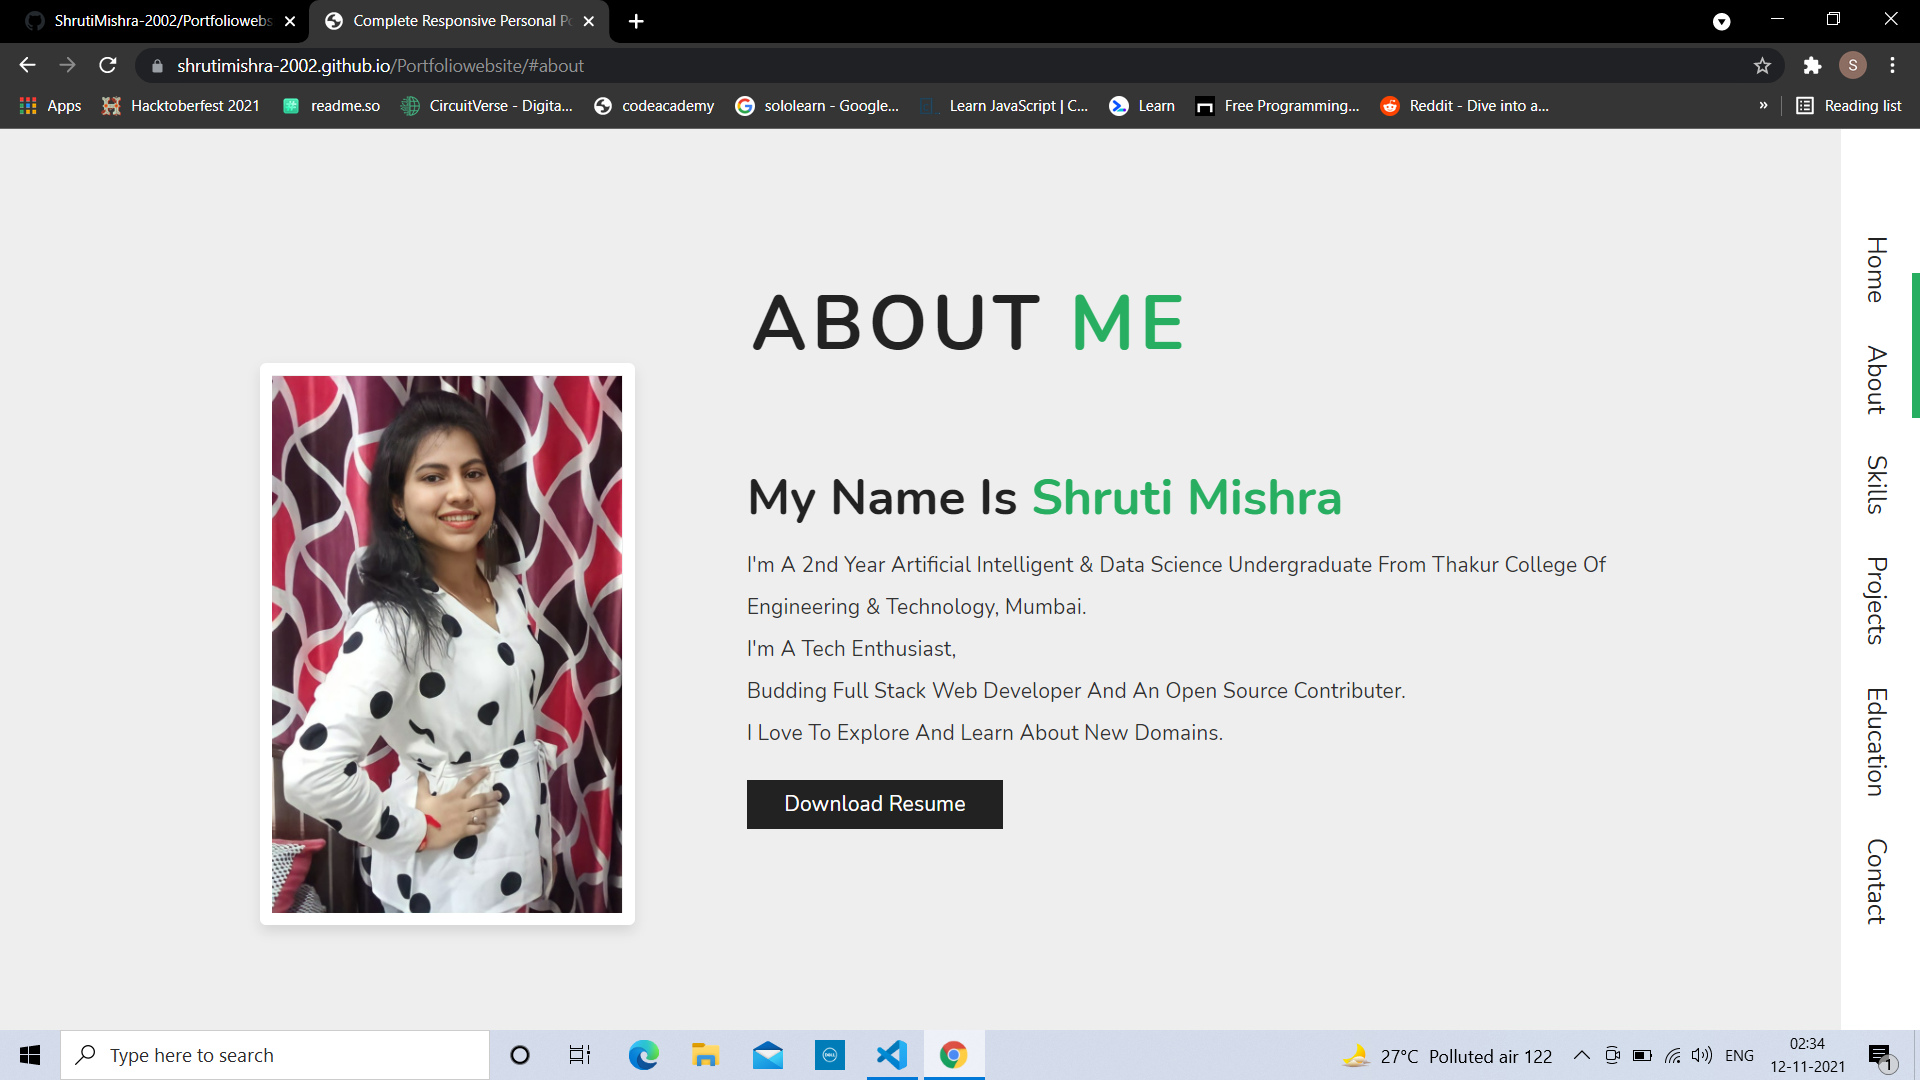 ShrutiMishra-2002/Portfoliowebs
Complete Responsive Personal Po
shrutimishra-2002.github.io/Portfoliowebsite/#about
S
Apps
Hacktoberfest 2021
readme.so
CircuitVerse - Digita...
codeacademy
sololearn - Google...
Learn JavaScript | C...
Learn
Free Programming...
Reddit - Dive into a...
»
Reading list
ABOUT ME
My Name Is Shruti Mishra
I'm A 2nd Year Artificial Intelligent & Data Science Undergraduate From Thakur College Of
Engineering & Technology, Mumbai.
I'm A Tech Enthusiast,
Budding Full Stack Web Developer And An Open Source Contributer.
I Love To Explore And Learn About New Domains.
Download Resume
Home
About
Skills
Projects
Education
Contact
Type here to search
DELL
27°C Polluted air 122
ENG
02:34
12-11-2021
1